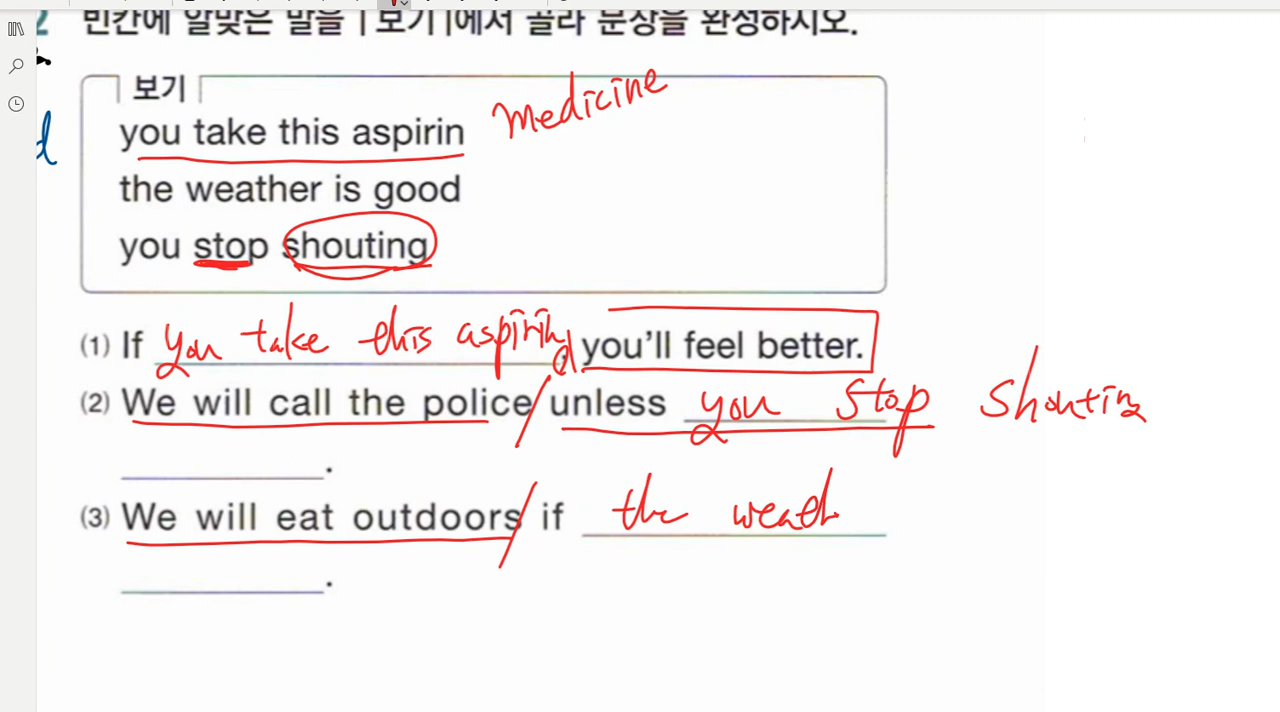 2 빈칸에 알맞은 말을 | 보기 |에서 골라 문장을 완성하시오.
보기
you take this aspirin medicine
the weather is good
d
you stop shouting
(1) If you take this aspirin, you'll feel better.
(2) We will call the police / unless you stop shouting
.
(3) We will eat outdoors / if the weath
.